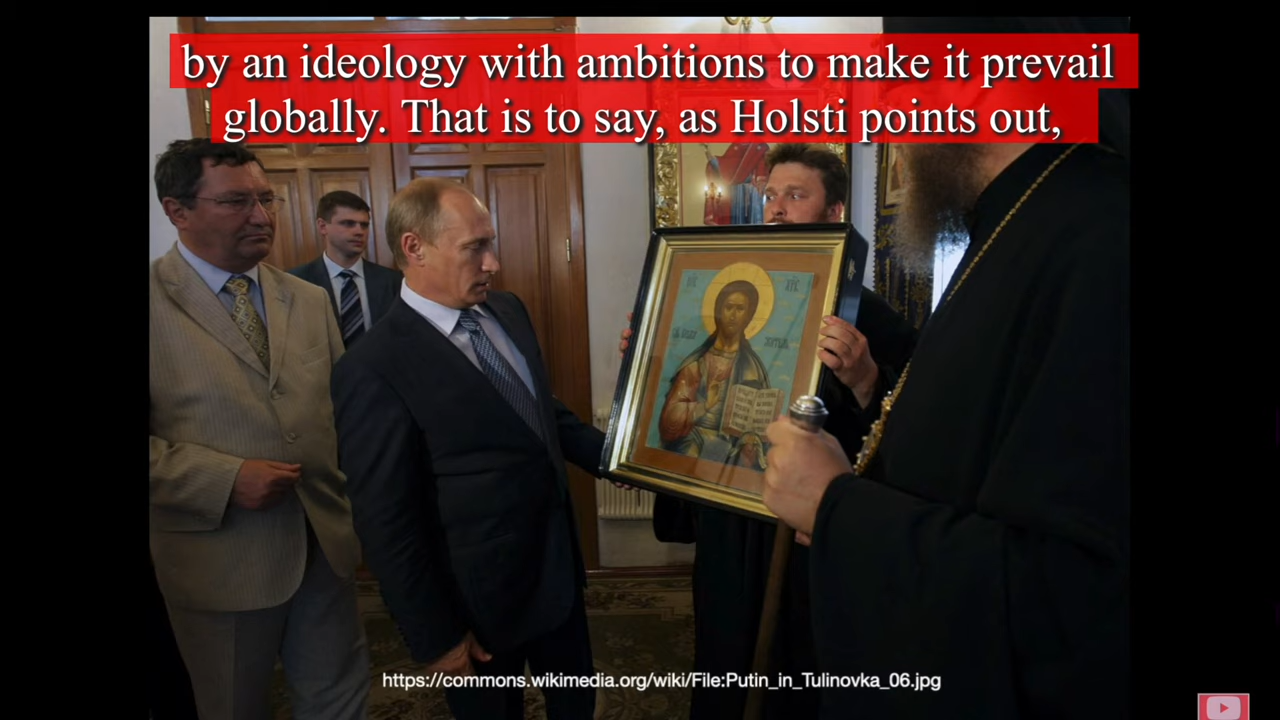 by an ideology with ambitions to make it prevail
globally. That is to say, as Holsti points out,
https://commons.wikimedia.org/wiki/File:Putin_in_Tulinovka_06.jpg